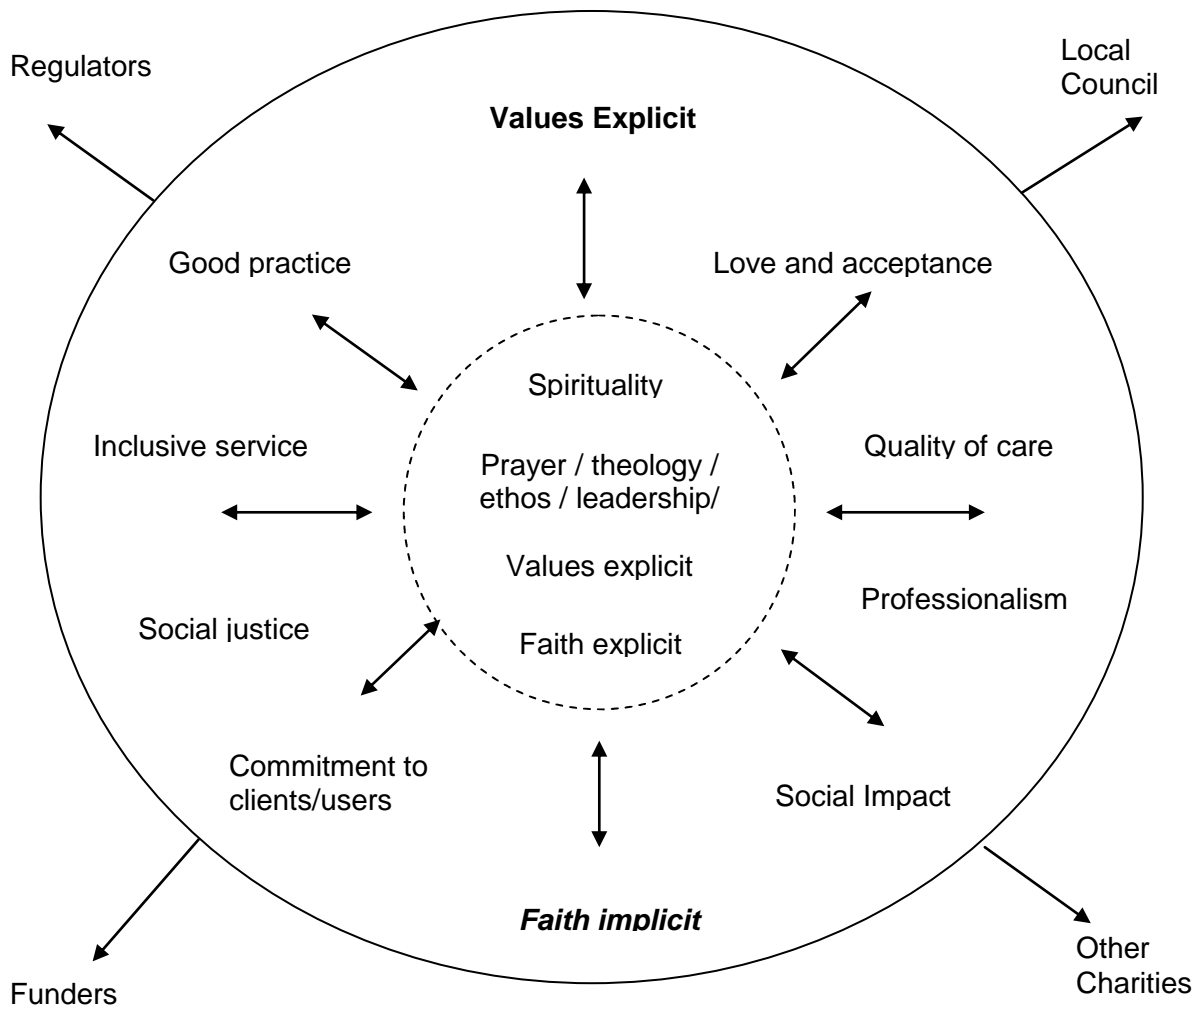 Regulators
Local
Council
Values Explicit
Good practice
Love and acceptance
Spirituality
Inclusive service
Quality of care
Prayer / theology /
ethos / leadership/
Values explicit
Professionalism
Social justice
Faith explicit
Commitment to
clients/users
Social Impact
Faith implicit
Other
Charities
Funders